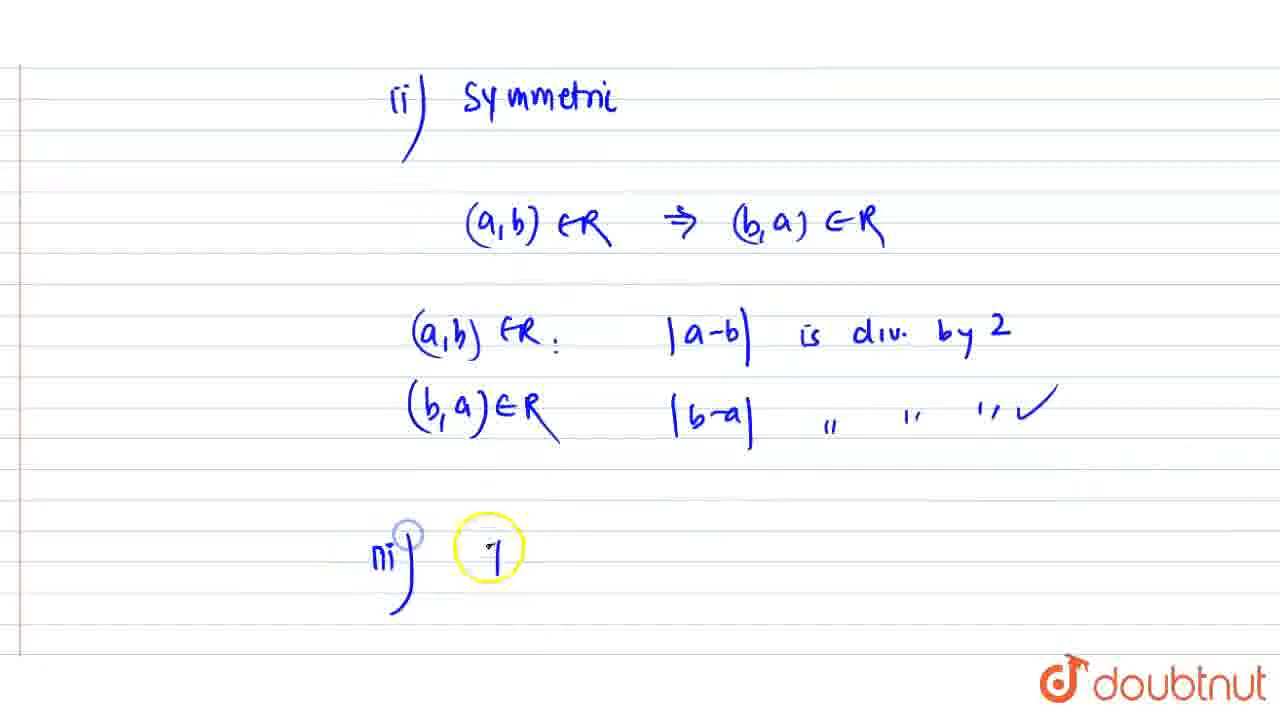 ii) Symmetric
(a,b) ∈ R ⇒ (b,a) ∈ R
(a,b) ∈ R : |a-b| is div. by 2
(b,a) ∈ R |b-a| " " " ✓
iii)
doubtnut